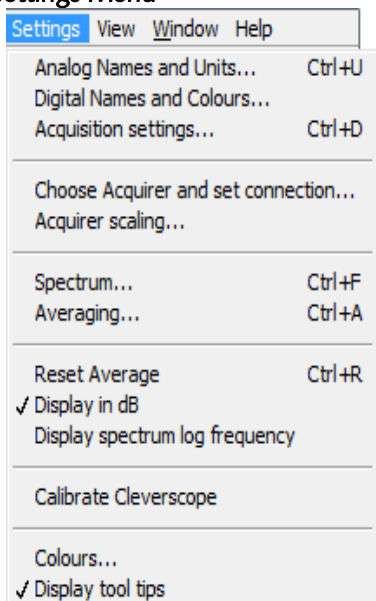 Settings Menu
Settings View Window Help
Analog Names and Units... Ctrl+U
Digital Names and Colours...
Acquisition settings... Ctrl+D
Choose Acquirer and set connection...
Acquirer scaling...
Spectrum... Ctrl+F
Averaging... Ctrl+A
Reset Average Ctrl+R
✓ Display in dB
Display spectrum log frequency
Calibrate Cleverscope
Colours...
✓ Display tool tips